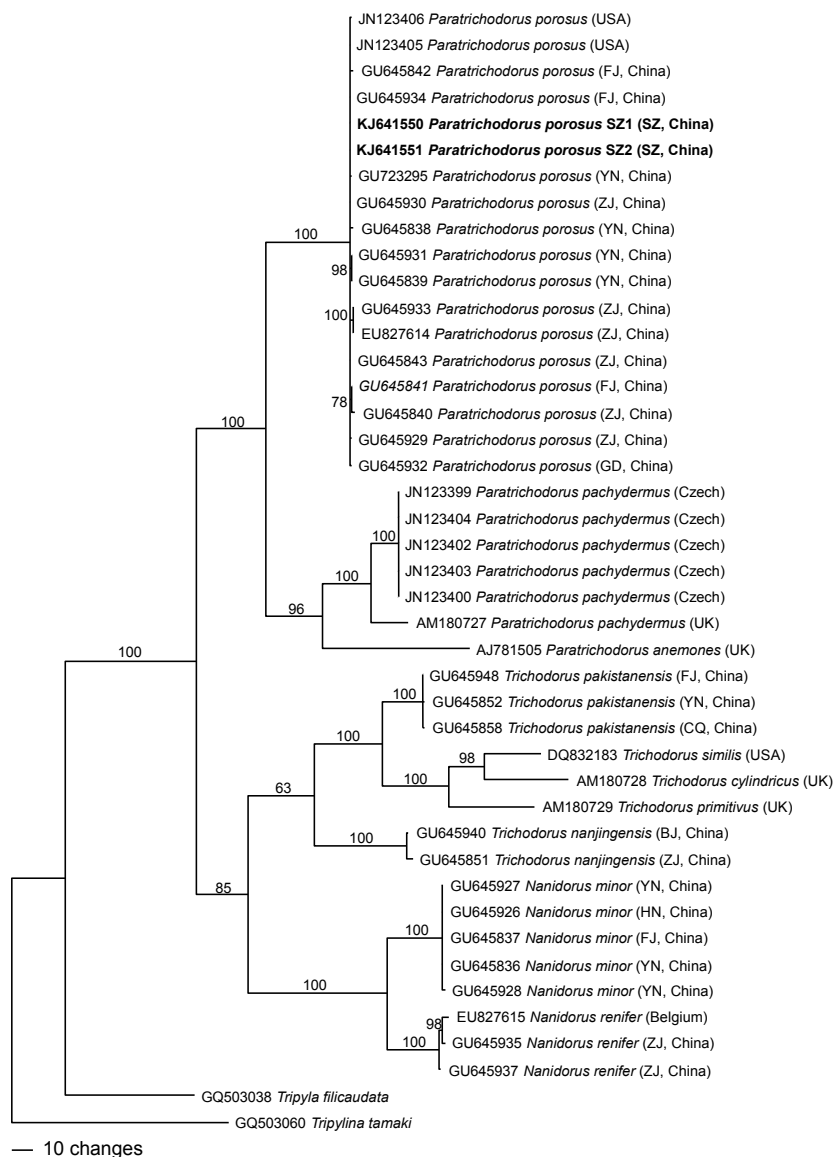 JN123406 Paratrichodorus porosus (USA)
JN123405 Paratrichodorus porosus (USA)
GU645842 Paratrichodorus porosus (FJ, China)
GU645934 Paratrichodorus porosus (FJ, China)
KJ641550 Paratrichodorus porosus SZ1 (SZ, China)
KJ641551 Paratrichodorus porosus SZ2 (SZ, China)
GU723295 Paratrichodorus porosus (YN, China)
GU645930 Paratrichodorus porosus (ZJ, China)
GU645838 Paratrichodorus porosus (YN, China)
100
GU645931 Paratrichodorus porosus (YN, China)
98
GU645839 Paratrichodorus porosus (YN, China)
GU645933 Paratrichodorus porosus (ZJ, China)
100
EU827614 Paratrichodorus porosus (ZJ, China)
GU645843 Paratrichodorus porosus (ZJ, China)
GU645841 Paratrichodorus porosus (FJ, China)
78
GU645840 Paratrichodorus porosus (ZJ, China)
100
GU645929 Paratrichodorus porosus (ZJ, China)
GU645932 Paratrichodorus porosus (GD, China)
JN123399 Paratrichodorus pachydermus (Czech)
JN123404 Paratrichodorus pachydermus (Czech)
100
JN123402 Paratrichodorus pachydermus (Czech)
JN123403 Paratrichodorus pachydermus (Czech)
100
JN123400 Paratrichodorus pachydermus (Czech)
96
AM180727 Paratrichodorus pachydermus (UK)
AJ781505 Paratrichodorus anemones (UK)
100
GU645948 Trichodorus pakistanensis (FJ, China)
100
GU645852 Trichodorus pakistanensis (YN, China)
GU645858 Trichodorus pakistanensis (CQ, China)
100
DQ832183 Trichodorus similis (USA)
98
AM180728 Trichodorus cylindricus (UK)
100
63
AM180729 Trichodorus primitivus (UK)
GU645940 Trichodorus nanjingensis (BJ, China)
100
GU645851 Trichodorus nanjingensis (ZJ, China)
85
GU645927 Nanidorus minor (YN, China)
GU645926 Nanidorus minor (HN, China)
100
GU645837 Nanidorus minor (FJ, China)
GU645836 Nanidorus minor (YN, China)
100
GU645928 Nanidorus minor (YN, China)
EU827615 Nanidorus renifer (Belgium)
98
GU645935 Nanidorus renifer (ZJ, China)
100
GU645937 Nanidorus renifer (ZJ, China)
GQ503038 Tripyla filicaudata
GQ503060 Tripylina tamaki
10 changes